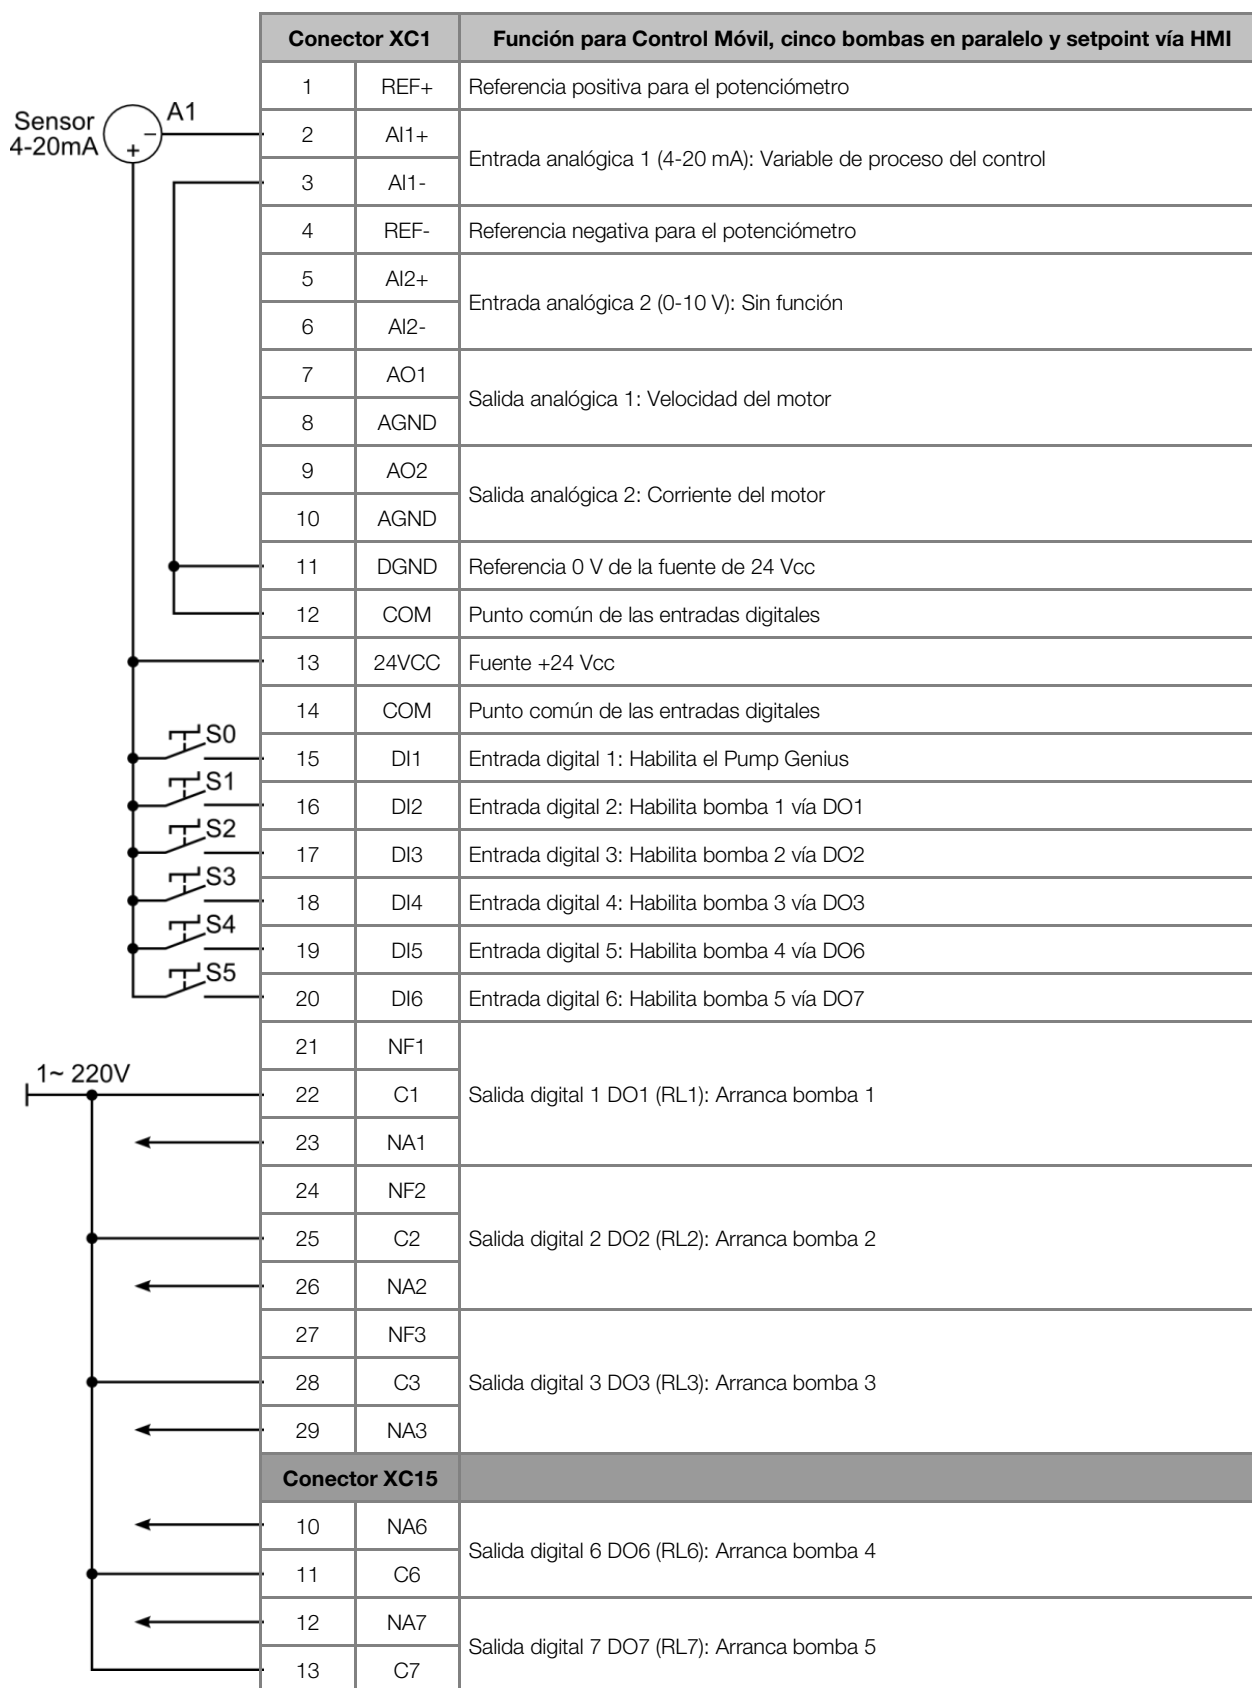 Conector XC1 Función para Control Móvil, cinco bombas en paralelo y setpoint vía HMI
1 REF+ Referencia positiva para el potenciómetro
Sensor 4-20mA
+
−
A1
2 AI1+
Entrada analógica 1 (4-20 mA): Variable de proceso del control
3 AI1-
4 REF- Referencia negativa para el potenciómetro
5 AI2+
Entrada analógica 2 (0-10 V): Sin función
6 AI2-
7 AO1
Salida analógica 1: Velocidad del motor
8 AGND
9 AO2
Salida analógica 2: Corriente del motor
10 AGND
11 DGND Referencia 0 V de la fuente de 24 Vcc
12 COM Punto común de las entradas digitales
13 24VCC Fuente +24 Vcc
14 COM Punto común de las entradas digitales
S0 15 DI1 Entrada digital 1: Habilita el Pump Genius
S1 16 DI2 Entrada digital 2: Habilita bomba 1 vía DO1
S2 17 DI3 Entrada digital 3: Habilita bomba 2 vía DO2
S3 18 DI4 Entrada digital 4: Habilita bomba 3 vía DO3
S4 19 DI5 Entrada digital 5: Habilita bomba 4 vía DO6
S5 20 DI6 Entrada digital 6: Habilita bomba 5 vía DO7
21 NF1
1~ 220V
22 C1 Salida digital 1 DO1 (RL1): Arranca bomba 1
23 NA1
24 NF2
25 C2 Salida digital 2 DO2 (RL2): Arranca bomba 2
26 NA2
27 NF3
28 C3 Salida digital 3 DO3 (RL3): Arranca bomba 3
29 NA3
Conector XC15
10 NA6
Salida digital 6 DO6 (RL6): Arranca bomba 4
11 C6
12 NA7
Salida digital 7 DO7 (RL7): Arranca bomba 5
13 C7